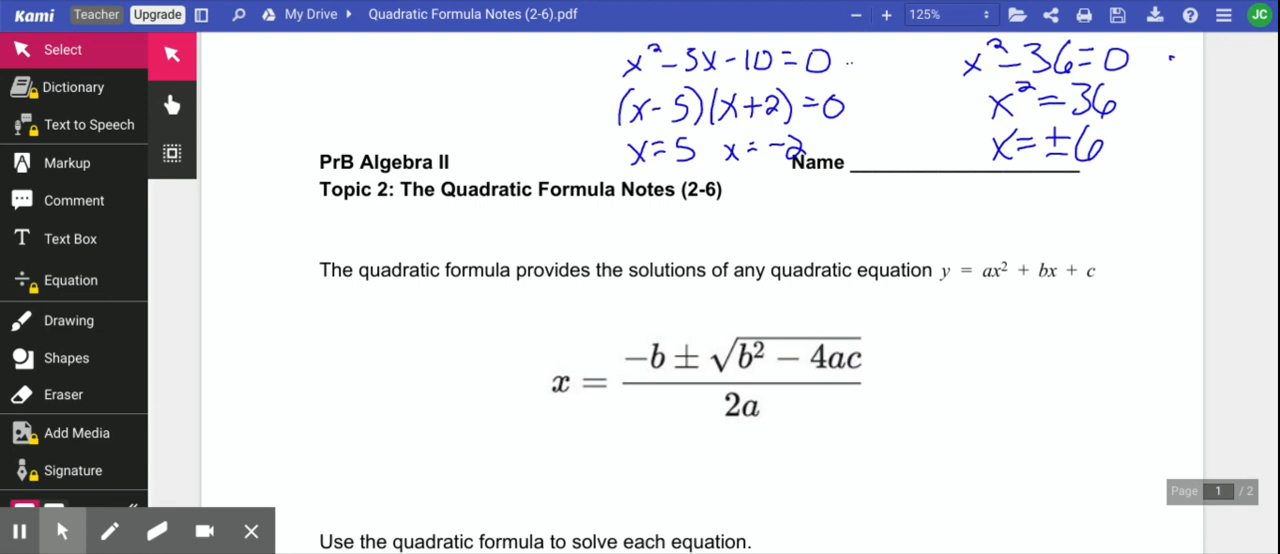 Kami Teacher Upgrade My Drive Quadratic Formula Notes (2-6).pdf 125% JC
Select
Dictionary
Text to Speech
Markup
Comment
Text Box
Equation
Drawing
Shapes
Eraser
Add Media
Signature
x² - 3x - 10 = 0
(x - 5)(x + 2) = 0
x = 5 x = -2
x² - 36 = 0
x² = 36
x = ±6
PrB Algebra II Name ____________________
Topic 2: The Quadratic Formula Notes (2-6)
The quadratic formula provides the solutions of any quadratic equation y = ax² + bx + c
x = (-b ± √(b² - 4ac)) / 2a
Page 1 / 2
Use the quadratic formula to solve each equation.